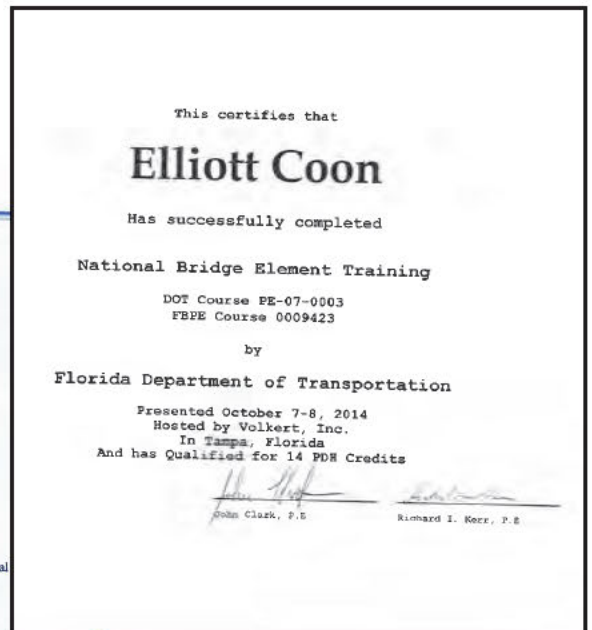 This certifies that
Elliott Coon
Has successfully completed
National Bridge Element Training
DOT Course PE-07-0003
FBPE Course 0009423
by
Florida Department of Transportation
Presented October 7-8, 2014
Hosted by Volkert, Inc.
In Tampa, Florida
And has Qualified for 14 PDH Credits
John Clark, P.E
Richard I. Kerr, P.E
al